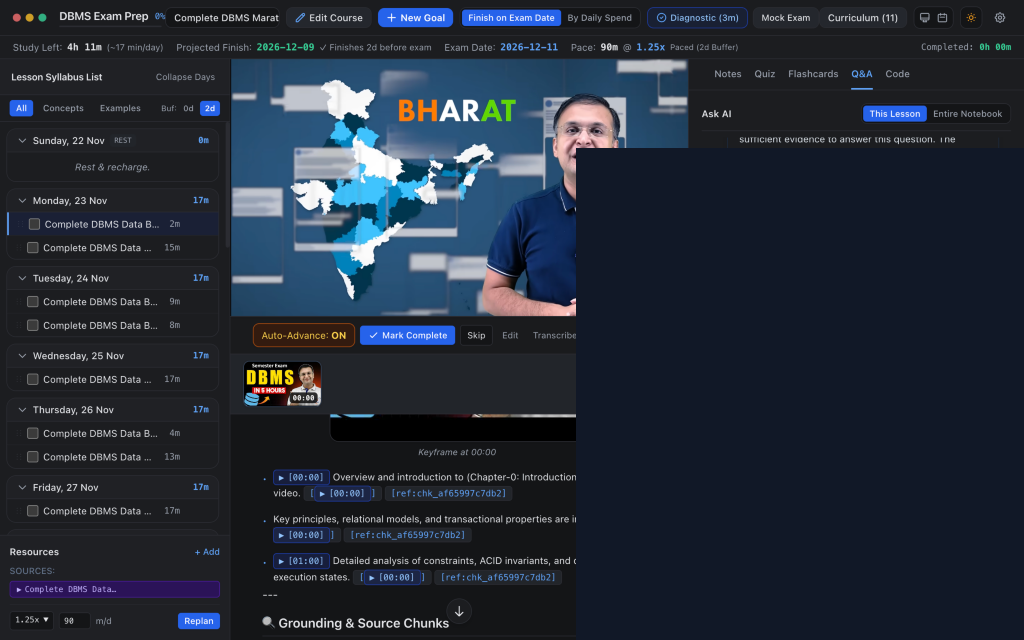 DBMS Exam Prep 0% Complete DBMS Marat Edit Course + New Goal Finish on Exam Date By Daily Spend Diagnostic (3m) Mock Exam Curriculum (11)
Study Left: 4h 11m (~17 min/day) Projected Finish: 2026-12-09 ✓ Finishes 2d before exam Exam Date: 2026-12-11 Pace: 90m @ 1.25x Paced (2d Buffer) Completed: 0h 00m
Lesson Syllabus List Collapse Days
All Concepts Examples Buf: 0d 2d
Sunday, 22 Nov REST 0m
Rest & recharge.
Monday, 23 Nov 17m
Complete DBMS Data B... 2m
Complete DBMS Data ... 15m
Tuesday, 24 Nov 17m
Complete DBMS Data B... 9m
Complete DBMS Data B... 8m
Wednesday, 25 Nov 17m
Complete DBMS Data ... 17m
Thursday, 26 Nov 17m
Complete DBMS Data B... 4m
Complete DBMS Data ... 13m
Friday, 27 Nov 17m
Complete DBMS Data ... 17m
Resources + Add
SOURCES:
▶ Complete DBMS Data…
1.25x ▼ 90 m/d Replan
BHARAT
Auto-Advance: ON ✓ Mark Complete Skip Edit Transcribe
Semester Exam
DBMS
IN 5 HOURS
00:00
Keyframe at 00:00
• ▶ [00:00] Overview and introduction to (Chapter-0: Introduction
video. [ ▶ [00:00] ] [ref:chk_af65997c7db2]
• Key principles, relational models, and transactional properties are i
▶ [00:00] ] [ref:chk_af65997c7db2]
• ▶ [01:00] Detailed analysis of constraints, ACID invariants, and
execution states. [ ▶ [00:00] ] [ref:chk_af65997c7db2]
---
Grounding & Source Chunks
Notes Quiz Flashcards Q&A Code
Ask AI This Lesson Entire Notebook
sufficient evidence to answer this question. The